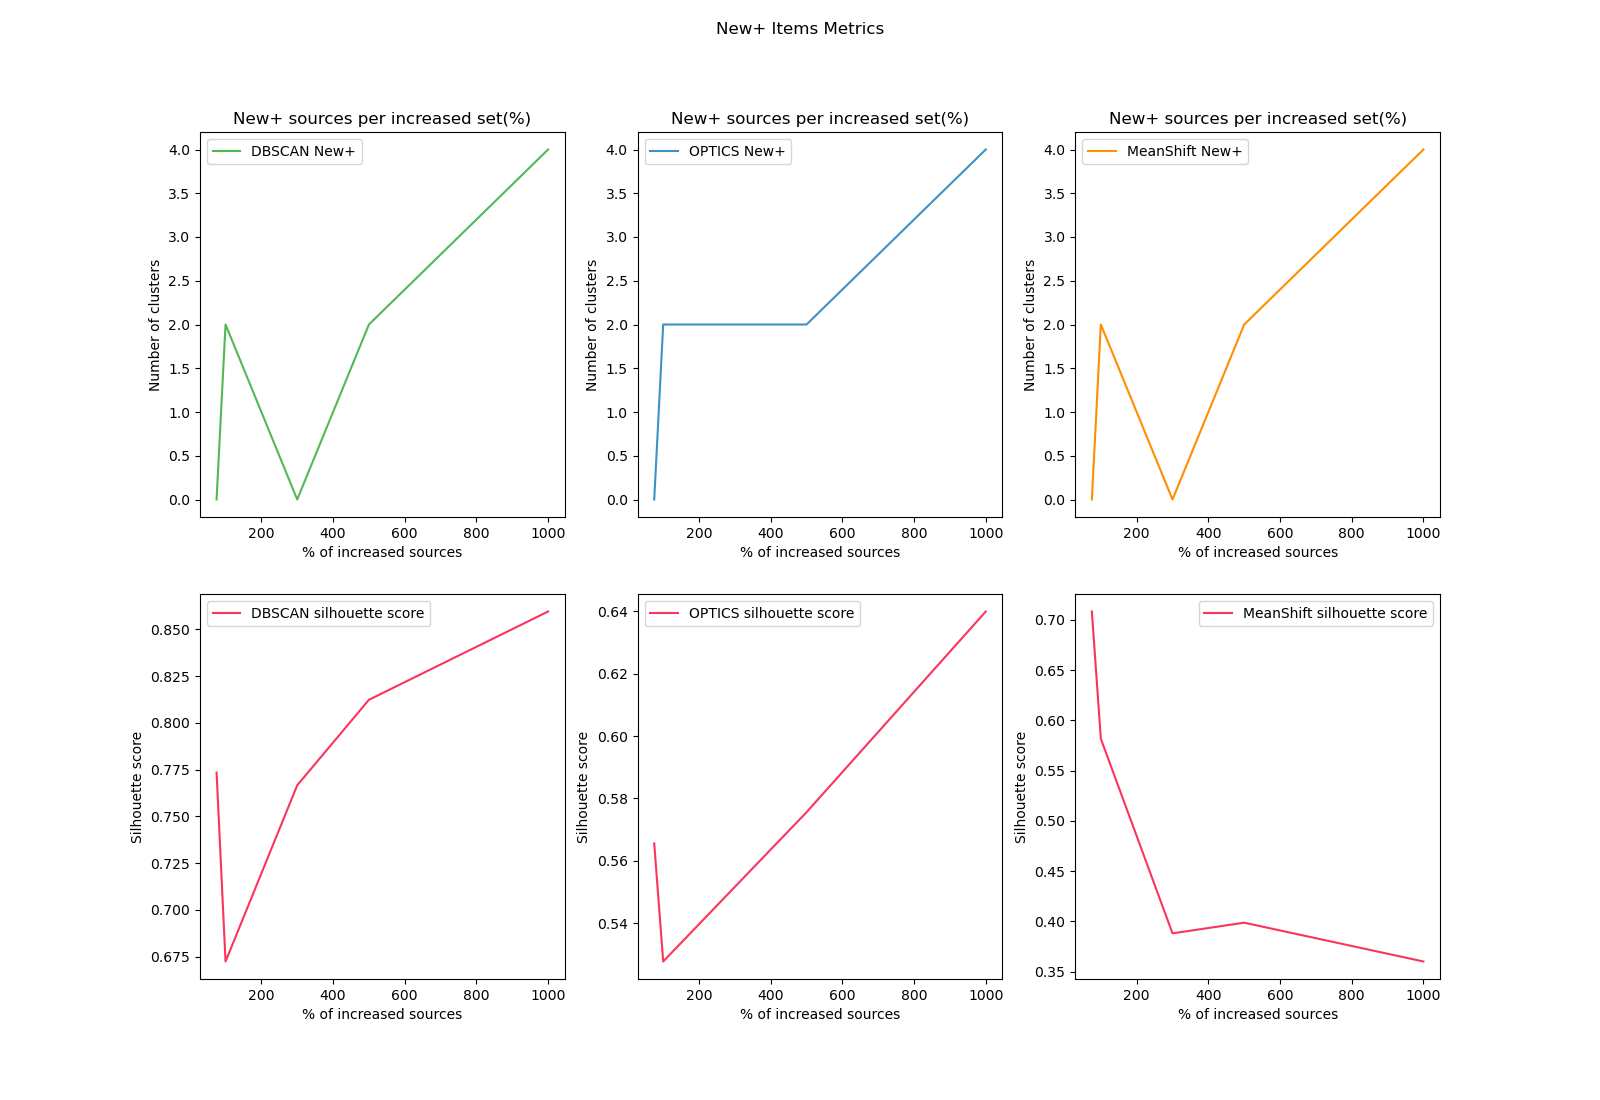 New+ Items Metrics
New+ sources per increased set(%)
DBSCAN New+
4.0
3.5
3.0
2.5
2.0
1.5
1.0
0.5
0.0
Number of clusters
200 400 600 800 1000
% of increased sources
New+ sources per increased set(%)
OPTICS New+
4.0
3.5
3.0
2.5
2.0
1.5
1.0
0.5
0.0
Number of clusters
200 400 600 800 1000
% of increased sources
New+ sources per increased set(%)
MeanShift New+
4.0
3.5
3.0
2.5
2.0
1.5
1.0
0.5
0.0
Number of clusters
200 400 600 800 1000
% of increased sources
DBSCAN silhouette score
0.850
0.825
0.800
0.775
0.750
0.725
0.700
0.675
Silhouette score
200 400 600 800 1000
% of increased sources
OPTICS silhouette score
0.64
0.62
0.60
0.58
0.56
0.54
Silhouette score
200 400 600 800 1000
% of increased sources
MeanShift silhouette score
0.70
0.65
0.60
0.55
0.50
0.45
0.40
0.35
Silhouette score
200 400 600 800 1000
% of increased sources